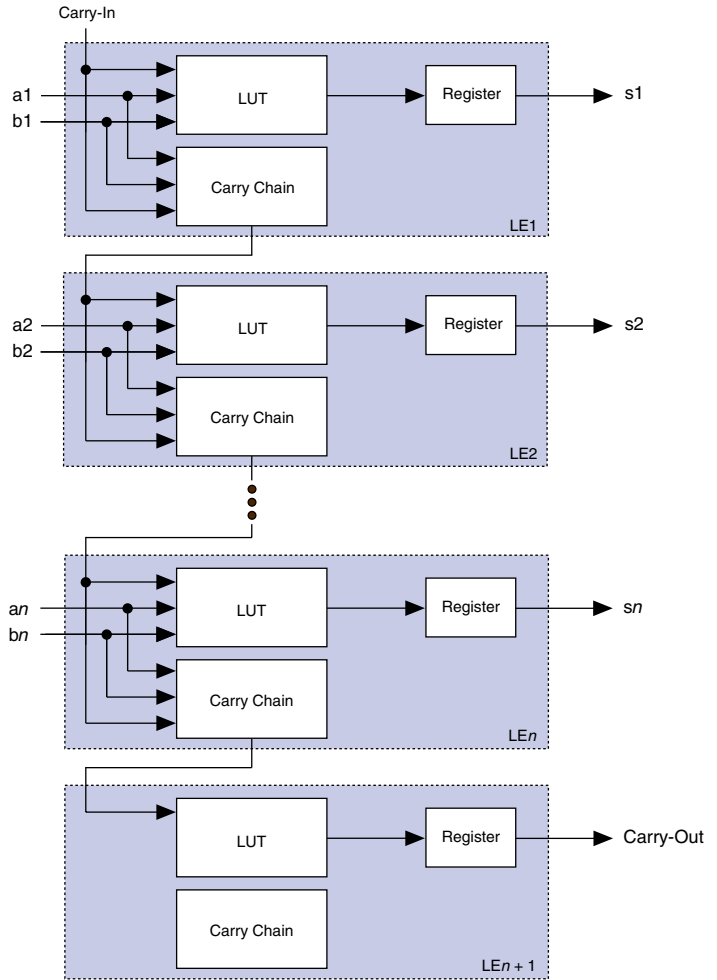 Carry-In
a1
b1
LUT
Register
s1
Carry Chain
LE1
a2
b2
LUT
Register
s2
Carry Chain
LE2
an
bn
LUT
Register
sn
Carry Chain
LEn
LUT
Register
Carry-Out
Carry Chain
LEn + 1